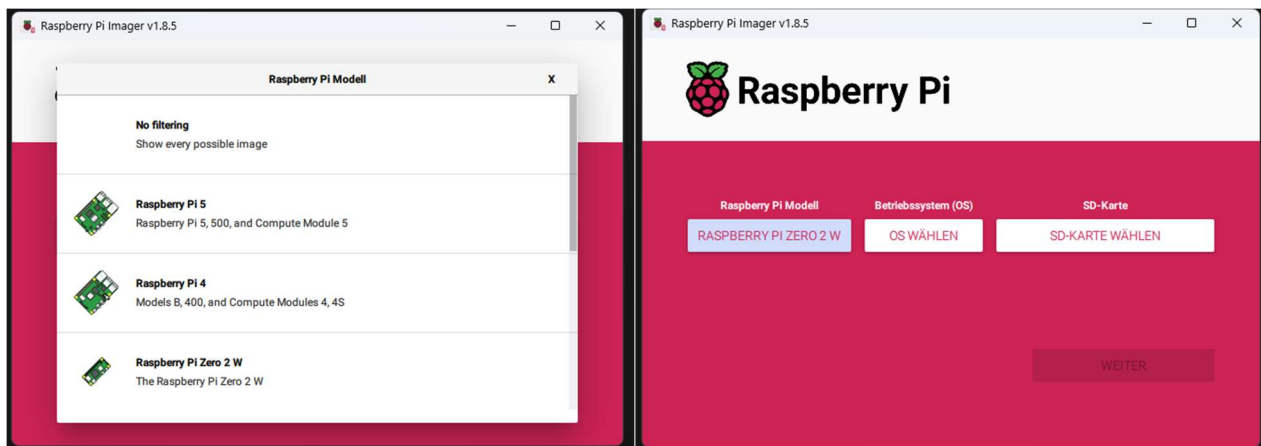 Raspberry Pi Imager v1.8.5
Raspberry Pi Modell
X
No filtering
Show every possible image
Raspberry Pi 5
Raspberry Pi 5, 500, and Compute Module 5
Raspberry Pi 4
Models B, 400, and Compute Modules 4, 4S
Raspberry Pi Zero 2 W
The Raspberry Pi Zero 2 W
Raspberry Pi Imager v1.8.5
Raspberry Pi
Raspberry Pi Modell
Betriebssystem (OS)
SD-Karte
RASPBERRY PI ZERO 2 W
OS WÄHLEN
SD-KARTE WÄHLEN
WEITER